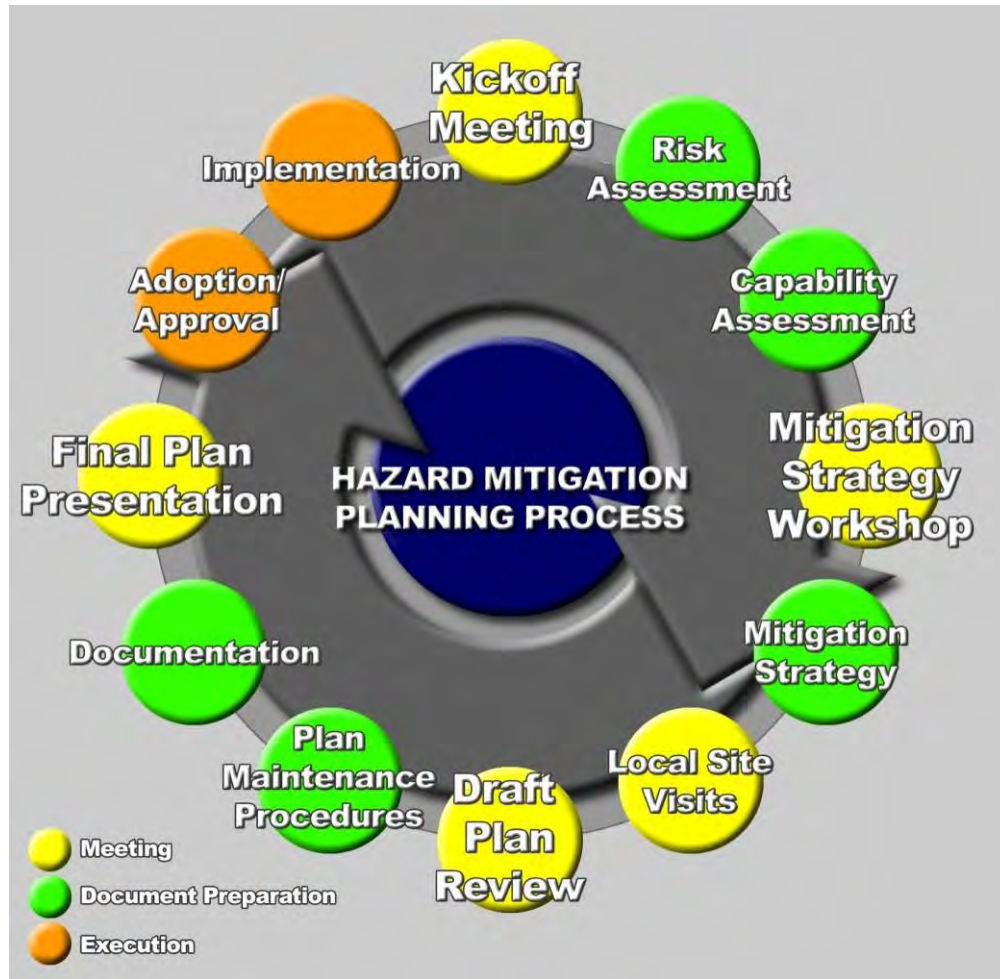 Kickoff
Meeting
Risk
Assessment
Capability
Assessment
Mitigation
Strategy
Workshop
Mitigation
Strategy
Local Site
Visits
Draft
Plan
Review
Plan
Maintenance
Procedures
Documentation
Final Plan
Presentation
Adoption/
Approval
Implementation
HAZARD MITIGATION
PLANNING PROCESS
Meeting
Document Preparation
Execution